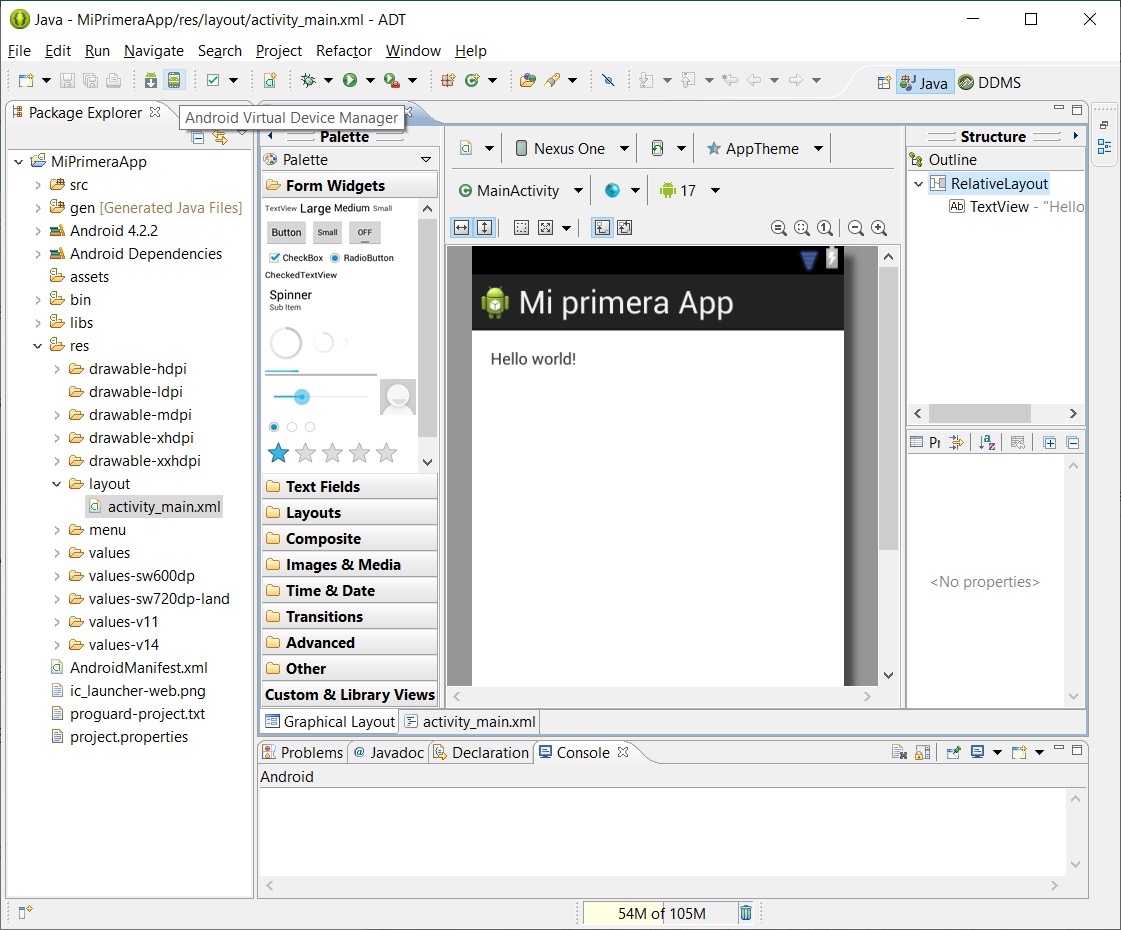 Java - MiPrimeraApp/res/layout/activity_main.xml - ADT
File Edit Run Navigate Search Project Refactor Window Help
Java DDMS
Package Explorer
Android Virtual Device Manager
MiPrimeraApp
src
gen [Generated Java Files]
Android 4.2.2
Android Dependencies
assets
bin
libs
res
drawable-hdpi
drawable-ldpi
drawable-mdpi
drawable-xhdpi
drawable-xxhdpi
layout
activity_main.xml
menu
values
values-sw600dp
values-sw720dp-land
values-v11
values-v14
AndroidManifest.xml
ic_launcher-web.png
proguard-project.txt
project.properties
Palette
Palette
Form Widgets
TextView Large Medium Small
Button Small OFF
CheckBox RadioButton
CheckedTextView
Spinner
Sub Item
Text Fields
Layouts
Composite
Images & Media
Time & Date
Transitions
Advanced
Other
Custom & Library Views
Nexus One AppTheme
MainActivity 17
Mi primera App
Hello world!
Graphical Layout activity_main.xml
Structure
Outline
RelativeLayout
Ab TextView - "Hello
Pr
<No properties>
Problems @ Javadoc Declaration Console
Android
54M of 105M